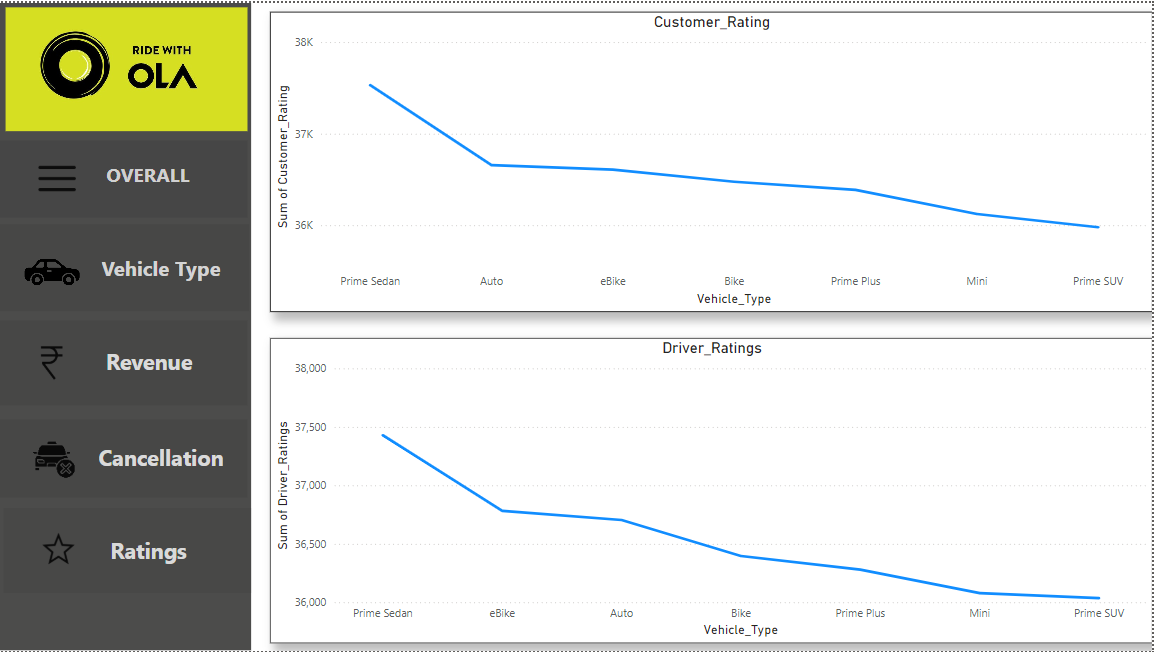 RIDE WITH
OLA
OVERALL
Vehicle Type
Revenue
Cancellation
Ratings
Customer_Rating
Sum of Customer_Rating
38K
37K
36K
Prime Sedan Auto eBike Bike Prime Plus Mini Prime SUV
Vehicle_Type
Driver_Ratings
Sum of Driver_Ratings
38,000
37,500
37,000
36,500
36,000
Prime Sedan eBike Auto Bike Prime Plus Mini Prime SUV
Vehicle_Type